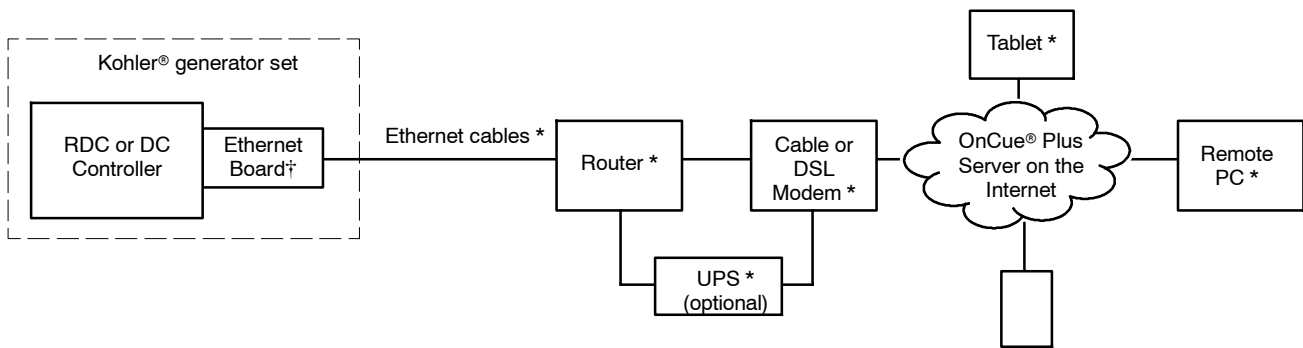 Kohler® generator set
RDC or DC
Controller
Ethernet
Board†
Ethernet cables *
Router *
Cable or
DSL
Modem *
UPS *
(optional)
Tablet *
OnCue® Plus
Server on the
Internet
Remote
PC *